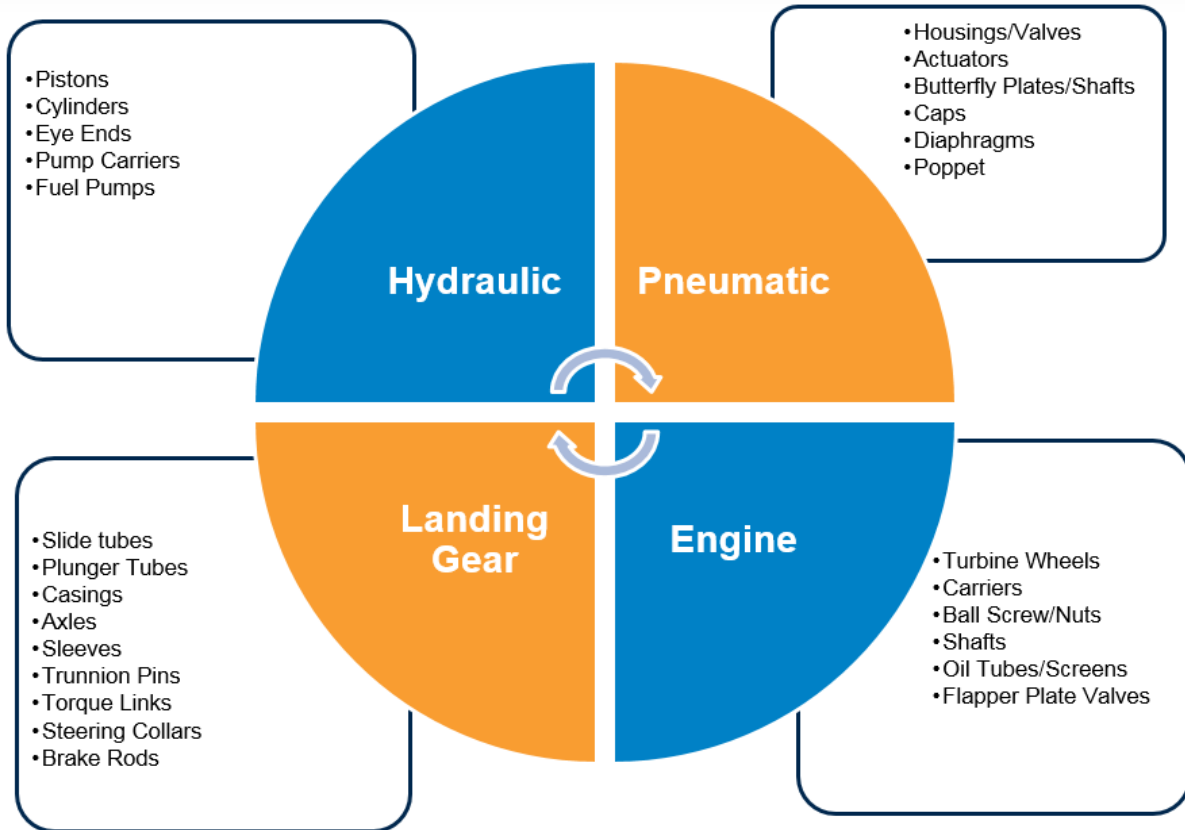 •Pistons
•Cylinders
•Eye Ends
•Pump Carriers
•Fuel Pumps
Hydraulic
•Housings/Valves
•Actuators
•Butterfly Plates/Shafts
•Caps
•Diaphragms
•Poppet
Pneumatic
•Slide tubes
•Plunger Tubes
•Casings
•Axles
•Sleeves
•Trunnion Pins
•Torque Links
•Steering Collars
•Brake Rods
Landing
Gear
Engine
•Turbine Wheels
•Carriers
•Ball Screw/Nuts
•Shafts
•Oil Tubes/Screens
•Flapper Plate Valves